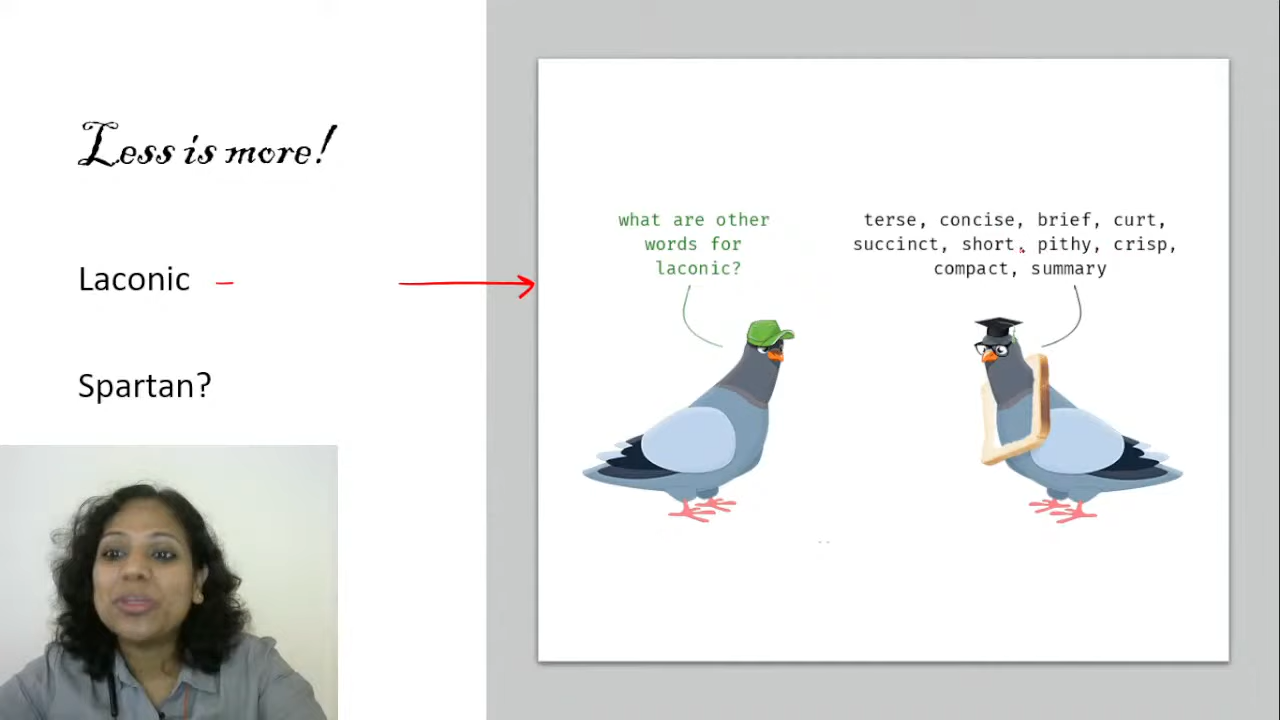 Less is more!
Laconic
Spartan?
what are other
words for
laconic?
terse, concise, brief, curt,
succinct, short, pithy, crisp,
compact, summary